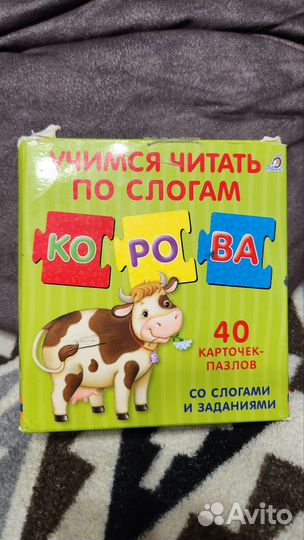 УЧИМСЯ ЧИТАТЬ
ПО СЛОГАМ
КО РО ВА
40
КАРТОЧЕК-
ПАЗЛОВ
СО СЛОГАМИ
И ЗАДАНИЯМИ
Avito